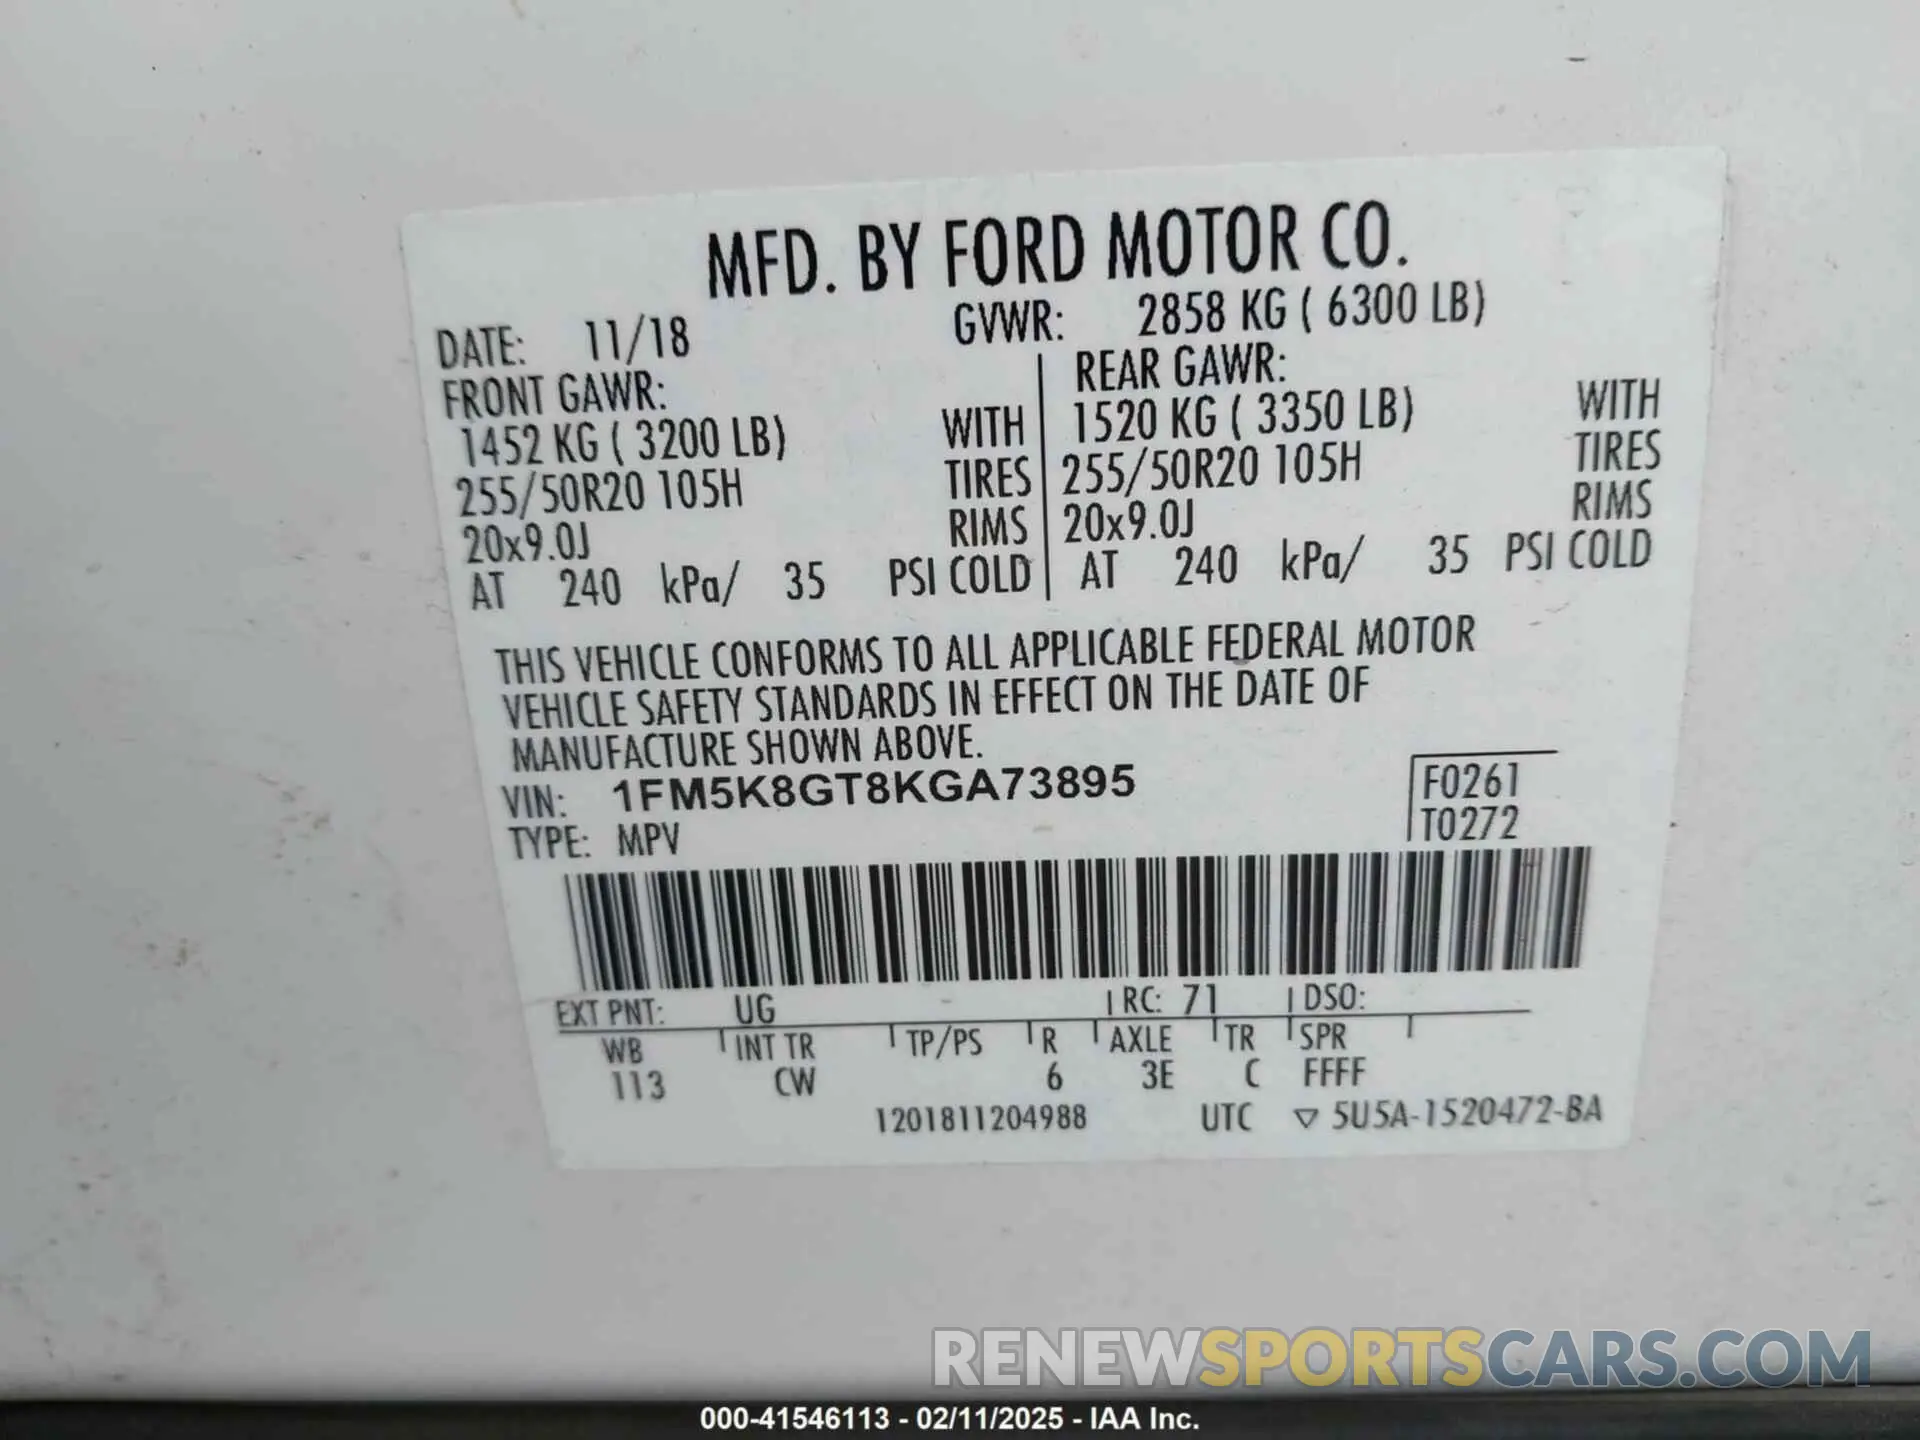 MFD. BY FORD MOTOR CO.
DATE: 11/18 GVWR: 2858 KG ( 6300 LB)
FRONT GAWR: REAR GAWR:
1452 KG ( 3200 LB) WITH 1520 KG ( 3350 LB) WITH
255/50R20 105H TIRES 255/50R20 105H TIRES
20x9.0J RIMS 20x9.0J RIMS
AT 240 kPa/ 35 PSI COLD AT 240 kPa/ 35 PSI COLD
THIS VEHICLE CONFORMS TO ALL APPLICABLE FEDERAL MOTOR
VEHICLE SAFETY STANDARDS IN EFFECT ON THE DATE OF
MANUFACTURE SHOWN ABOVE.
VIN: 1FM5K8GT8KGA73895 F0261
TYPE: MPV T0272
EXT PNT: UG RC: 71 DSO:
WB INT TR TP/PS R AXLE TR SPR
113 CW 6 3E C FFFF
1201811204988 UTC ▽ 5U5A-1520472-BA
RENEWSPORTSCARS.COM
000-41546113 - 02/11/2025 - IAA Inc.